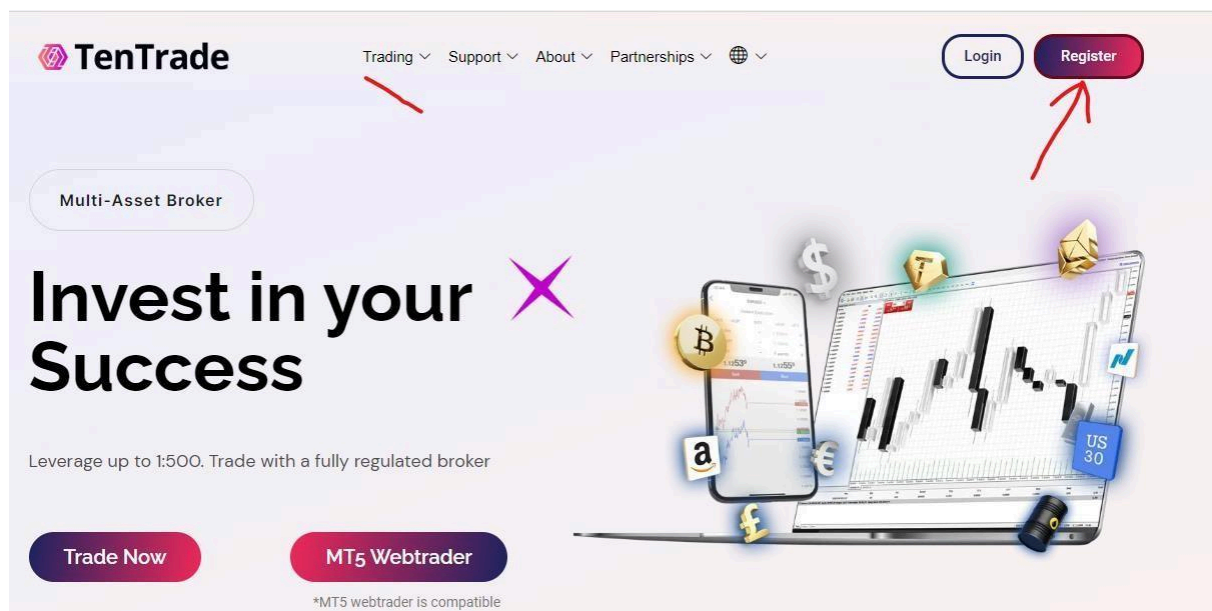 TenTrade
Trading
Support
About
Partnerships
Login
Register
Multi-Asset Broker
Invest in your
Success
Leverage up to 1:500. Trade with a fully regulated broker
Trade Now
MT5 Webtrader
*MT5 webtrader is compatible
US
30